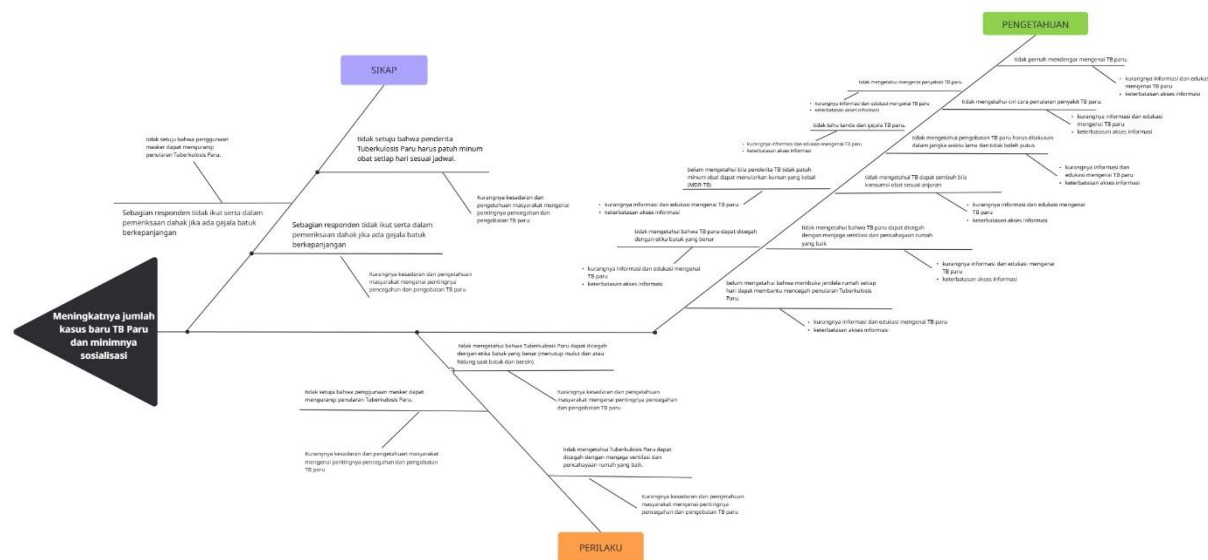 PENGETAHUAN
SIKAP
tidak pernah mendengar mengenai TB paru.
kurangnya informasi dan edukasi
mengenai TB paru
keterbatasan akses informasi
tidak mengetahui mengenai penyebab TB paru
kurangnya informasi dan edukasi mengenai TB paru
keterbatasan akses informasi
tidak mengetahui ciri cara penularan penyakit TB paru.
kurangnya informasi dan edukasi
mengenai TB paru
keterbatasan akses informasi
tidak tahu tanda dan gejala TB paru.
kurangnya informasi dan edukasi mengenai TB paru
keterbatasan akses informasi
tidak mengetahui pengobatan TB paru harus dilakukan
dalam jangka waktu lama dan tidak boleh putus
kurangnya informasi dan
edukasi mengenai TB paru
keterbatasan akses informasi
belum mengetahui bila penderita TB tidak patuh
minum obat dapat menularkan kuman yang kebal
(MDR-TB)
kurangnya informasi dan edukasi mengenai TB paru
keterbatasan akses informasi
tidak mengetahui TB dapat sembuh bila
konsumsi obat sesuai anjuran
kurangnya informasi dan edukasi mengenai
TB paru
keterbatasan akses informasi
tidak mengetahui bahwa TB paru dapat dicegah
dengan etika batuk yang benar
kurangnya informasi dan edukasi mengenai
TB paru
keterbatasan akses informasi
tidak mengetahui bahwa TB paru dapat dicegah
dengan menjaga ventilasi dan pencahayaan rumah
yang baik
kurangnya informasi dan edukasi mengenai
TB paru
keterbatasan akses informasi
belum mengetahui bahwa membuka jendela rumah setiap
hari dapat membantu mencegah penularan Tuberkulosis
Paru.
kurangnya informasi dan edukasi mengenai TB paru
keterbatasan akses informasi
tidak setuju bahwa penggunaan
masker dapat mengurangi
penularan Tuberkulosis Paru.
Sebagian responden tidak ikut serta dalam
pemeriksaan dahak jika ada gejala batuk
berkepanjangan
tidak setuju bahwa penderita
Tuberkulosis Paru harus patuh minum
obat setiap hari sesuai jadwal.
Kurangnya kesadaran dan
pengetahuan masyarakat mengenai
pentingnya pencegahan dan
pengobatan TB paru
Sebagian responden tidak ikut serta dalam
pemeriksaan dahak jika ada gejala batuk
berkepanjangan
Kurangnya kesadaran dan pengetahuan
masyarakat mengenai pentingnya
pencegahan dan pengobatan TB paru
Meningkatnya jumlah
kasus baru TB Paru
dan minimnya
sosialisasi
tidak mengetahui bahwa Tuberkulosis Paru dapat dicegah
dengan etika batuk yang benar (menutup mulut dan atau
hidung saat batuk dan bersin).
Kurangnya kesadaran dan pengetahuan
masyarakat mengenai pentingnya pencegahan
dan pengobatan TB paru
tidak setuju bahwa penggunaan masker dapat
mengurangi penularan Tuberkulosis Paru.
Kurangnya kesadaran dan pengetahuan masyarakat
mengenai pentingnya pencegahan dan pengobatan
TB paru
tidak mengetahui Tuberkulosis Paru dapat
dicegah dengan menjaga ventilasi dan
pencahayaan rumah yang baik.
Kurangnya kesadaran dan pengetahuan
masyarakat mengenai pentingnya
pencegahan dan pengobatan TB paru
PERILAKU